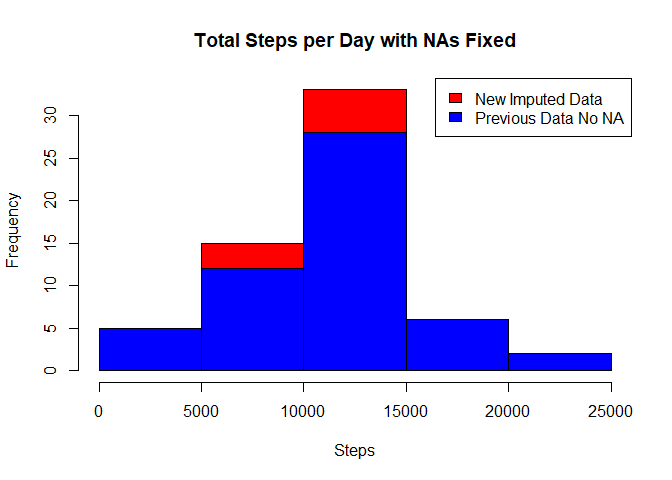 Total Steps per Day with NAs Fixed
New Imputed Data
Previous Data No NA
Frequency
30
25
20
15
10
5
0
0 5000 10000 15000 20000 25000
Steps